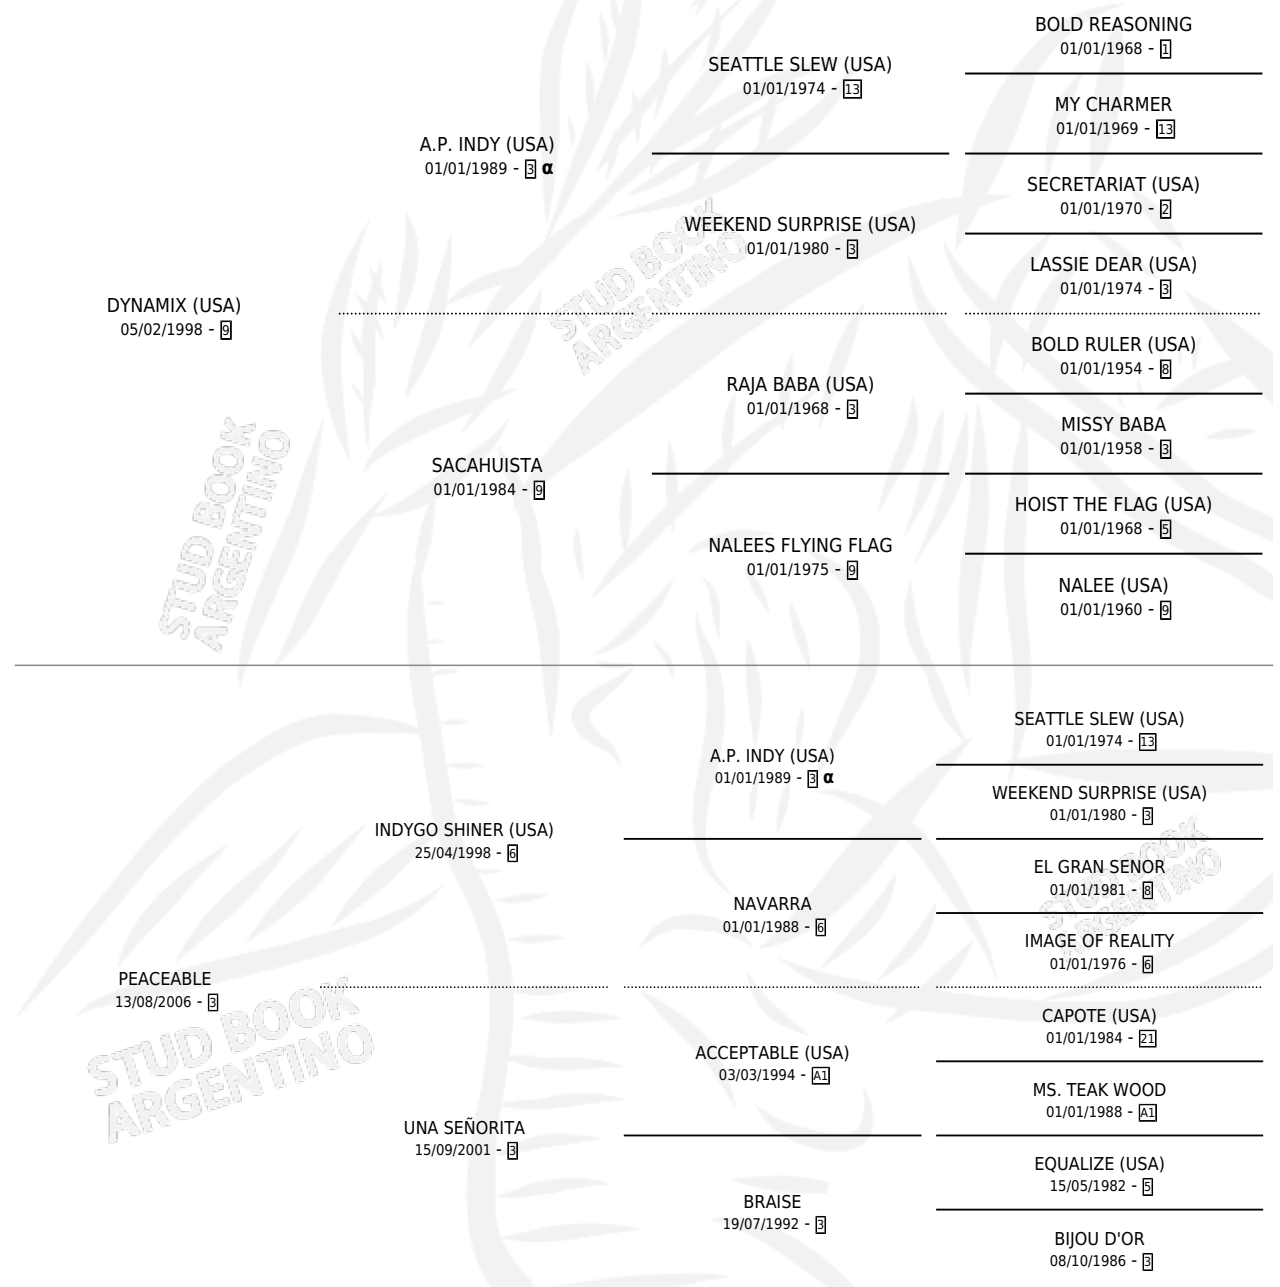 BOLD REASONING
01/01/1968 - 1
SEATTLE SLEW (USA)
01/01/1974 - 13
MY CHARMER
01/01/1969 - 13
A.P. INDY (USA)
01/01/1989 - 3 α
SECRETARIAT (USA)
01/01/1970 - 2
WEEKEND SURPRISE (USA)
01/01/1980 - 3
LASSIE DEAR (USA)
01/01/1974 - 3
DYNAMIX (USA)
05/02/1998 - 9
BOLD RULER (USA)
01/01/1954 - 8
RAJA BABA (USA)
01/01/1968 - 3
MISSY BABA
01/01/1958 - 3
SACAHUISTA
01/01/1984 - 9
HOIST THE FLAG (USA)
01/01/1968 - 5
NALEES FLYING FLAG
01/01/1975 - 9
NALEE (USA)
01/01/1960 - 9
SEATTLE SLEW (USA)
01/01/1974 - 13
A.P. INDY (USA)
01/01/1989 - 3 α
WEEKEND SURPRISE (USA)
01/01/1980 - 3
INDYGO SHINER (USA)
25/04/1998 - 6
EL GRAN SENOR
01/01/1981 - 8
NAVARRA
01/01/1988 - 6
IMAGE OF REALITY
01/01/1976 - 6
PEACEABLE
13/08/2006 - 3
CAPOTE (USA)
01/01/1984 - 21
ACCEPTABLE (USA)
03/03/1994 - A1
MS. TEAK WOOD
01/01/1988 - A1
UNA SEÑORITA
15/09/2001 - 3
EQUALIZE (USA)
15/05/1982 - 5
BRAISE
19/07/1992 - 3
BIJOU D'OR
08/10/1986 - 3
STUD BOOK
ARGENTINO
STUD BOOK
ARGENTINO
STUD BOOK
ARGENTINO
STUD BOOK
ARGENTINO